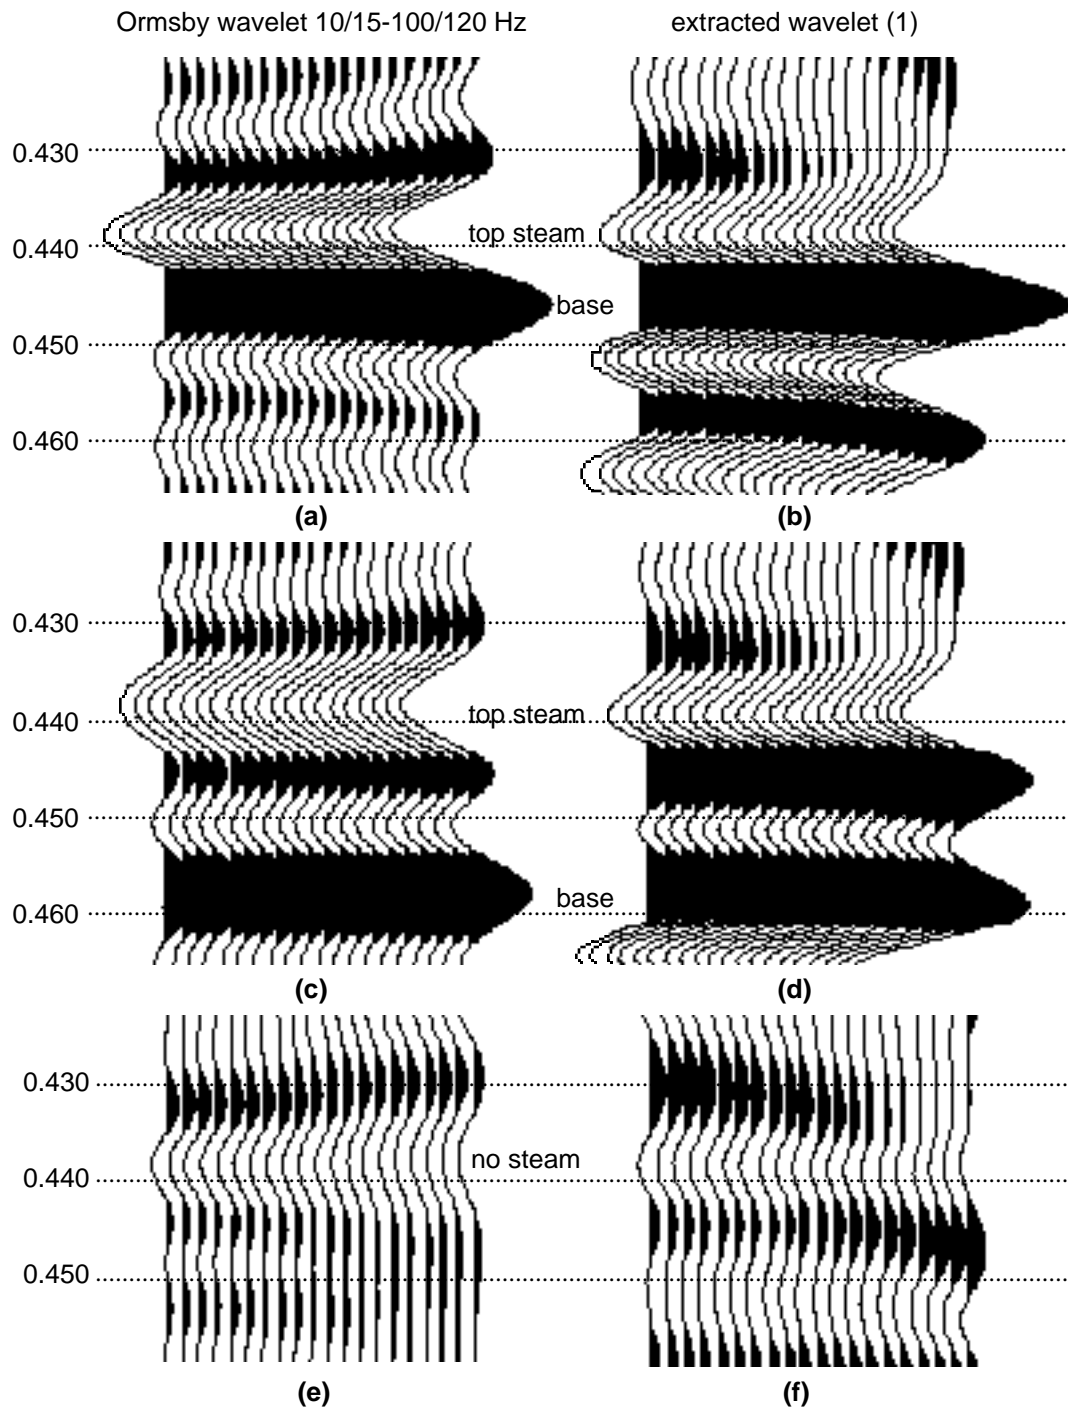 Ormsby wavelet 10/15-100/120 Hz
extracted wavelet (1)
0.430
top steam
0.440
base
0.450
0.460
(a)
(b)
0.430
top steam
0.440
0.450
base
0.460
(c)
(d)
0.430
no steam
0.440
0.450
(e)
(f)